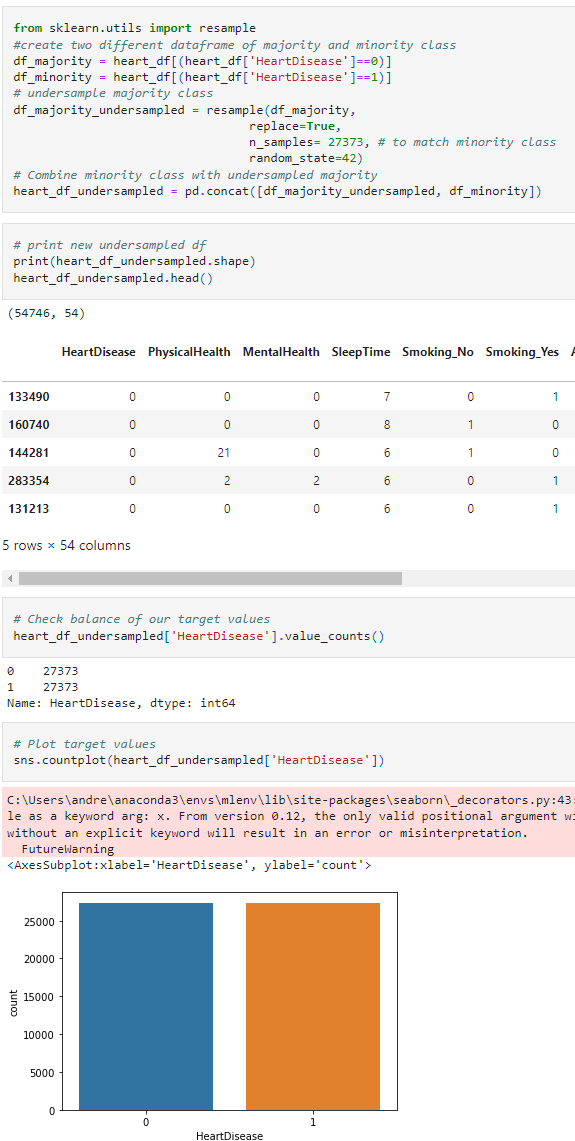 from sklearn.utils import resample
#create two different dataframe of majority and minority class
df_majority = heart_df[(heart_df['HeartDisease']==0)]
df_minority = heart_df[(heart_df['HeartDisease']==1)]
# undersample majority class
df_majority_undersampled = resample(df_majority,
replace=True,
n_samples= 27373, # to match minority class
random_state=42)
# Combine minority class with undersampled majority
heart_df_undersampled = pd.concat([df_majority_undersampled, df_minority])
# print new undersampled df
print(heart_df_undersampled.shape)
heart_df_undersampled.head()
(54746, 54)
HeartDisease PhysicalHealth MentalHealth SleepTime Smoking_No Smoking_Yes
133490 0 0 0 7 0 1
160740 0 0 0 8 1 0
144281 0 21 0 6 1 0
283354 0 2 2 6 0 1
131213 0 0 0 6 0 1
5 rows × 54 columns
# Check balance of our target values
heart_df_undersampled['HeartDisease'].value_counts()
0 27373
1 27373
Name: HeartDisease, dtype: int64
# Plot target values
sns.countplot(heart_df_undersampled['HeartDisease'])
C:\Users\andre\anaconda3\envs\mlenv\lib\site-packages\seaborn\_decorators.py:43:
le as a keyword arg: x. From version 0.12, the only valid positional argument wi
without an explicit keyword will result in an error or misinterpretation.
FutureWarning
<AxesSubplot:xlabel='HeartDisease', ylabel='count'>
25000
20000
15000
10000
5000
0
count
0 1
HeartDisease